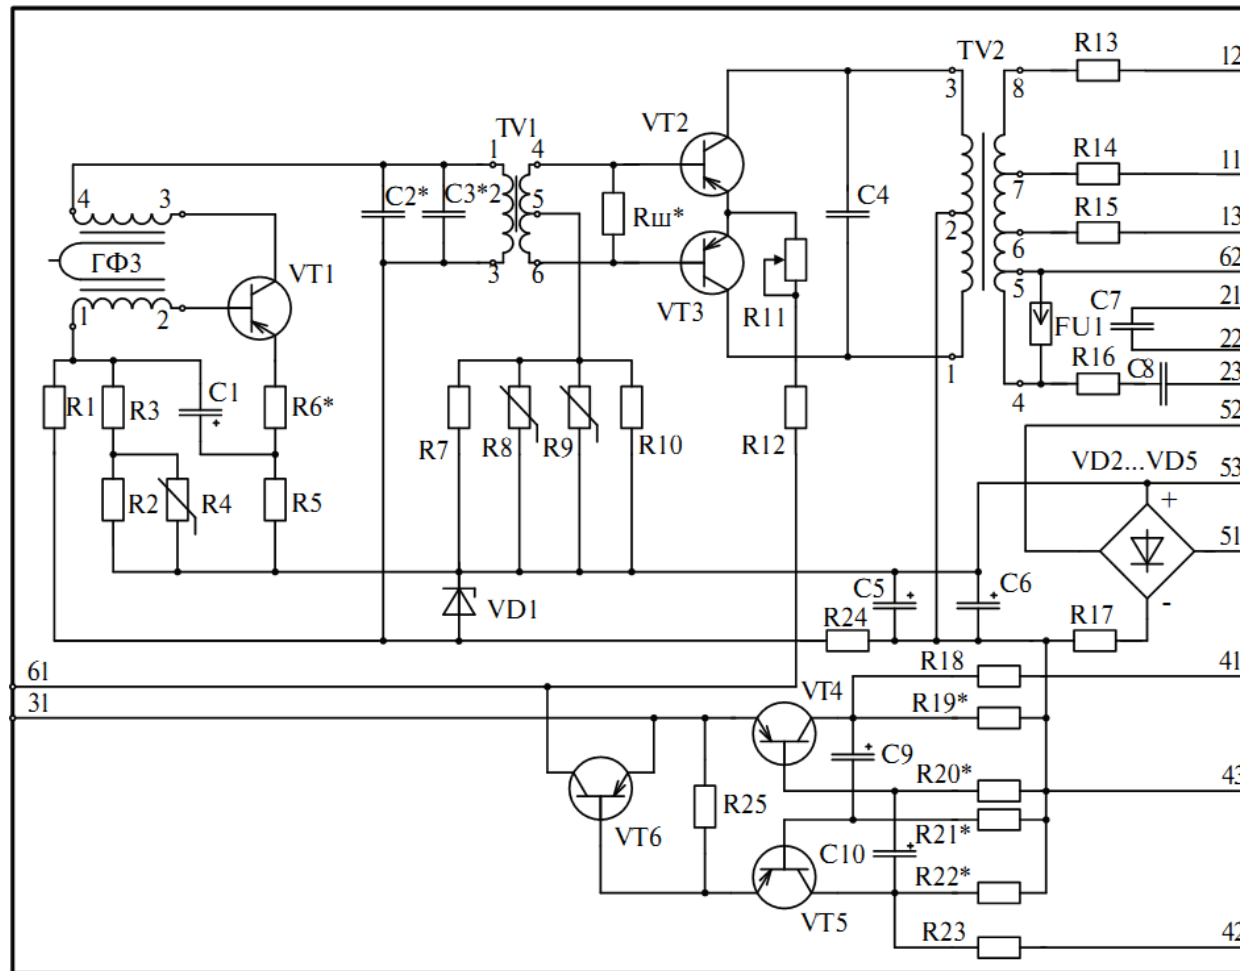 R13 12
TV2
3 8
VT2
TV1
1 4
R14 11
4 3 C2* C3* 2 5 Rш* C4 7
R15 13
2 6
ГФ3 VT1 3 6 VT3 R11 5 62
C7 21
1 2 FU1
22
R16 C8 23
1 4
R1 R3 C1 R6* R7 R8 R9 R10 R12 52
VD2...VD5 53
R2 R4 R5 +
51
C5 + C6 +
VD1 R24 R17 -
61 R18 41
VT4
31 R19*
+ C9
R20* 43
R25
VT6 R21*
C10 +
R22*
VT5
R23 42
+